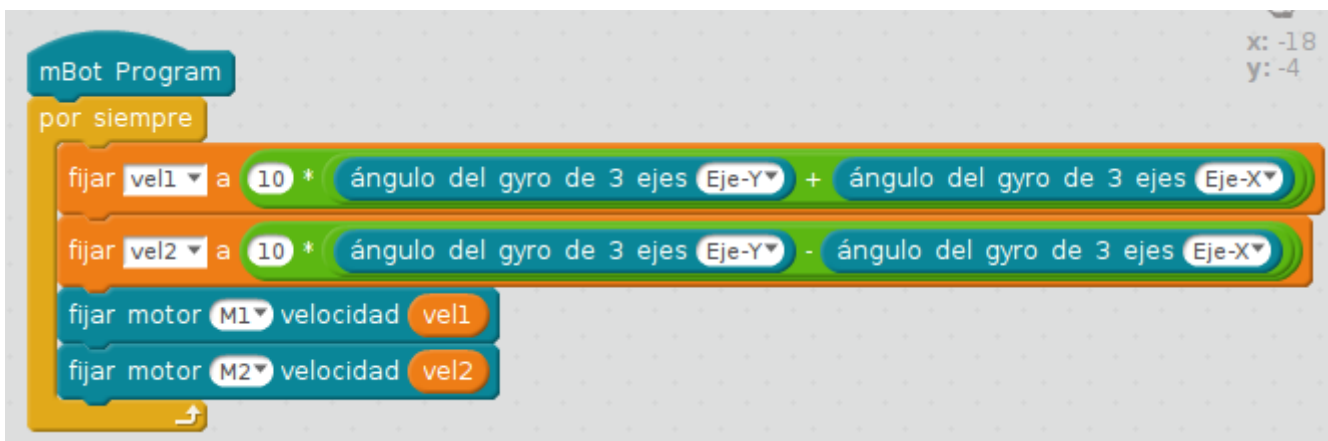 x: -18
y: -4
mBot Program
por siempre
fijar vel1 a 10 * ángulo del gyro de 3 ejes Eje-Y + ángulo del gyro de 3 ejes Eje-X
fijar vel2 a 10 * ángulo del gyro de 3 ejes Eje-Y - ángulo del gyro de 3 ejes Eje-X
fijar motor M1 velocidad vel1
fijar motor M2 velocidad vel2